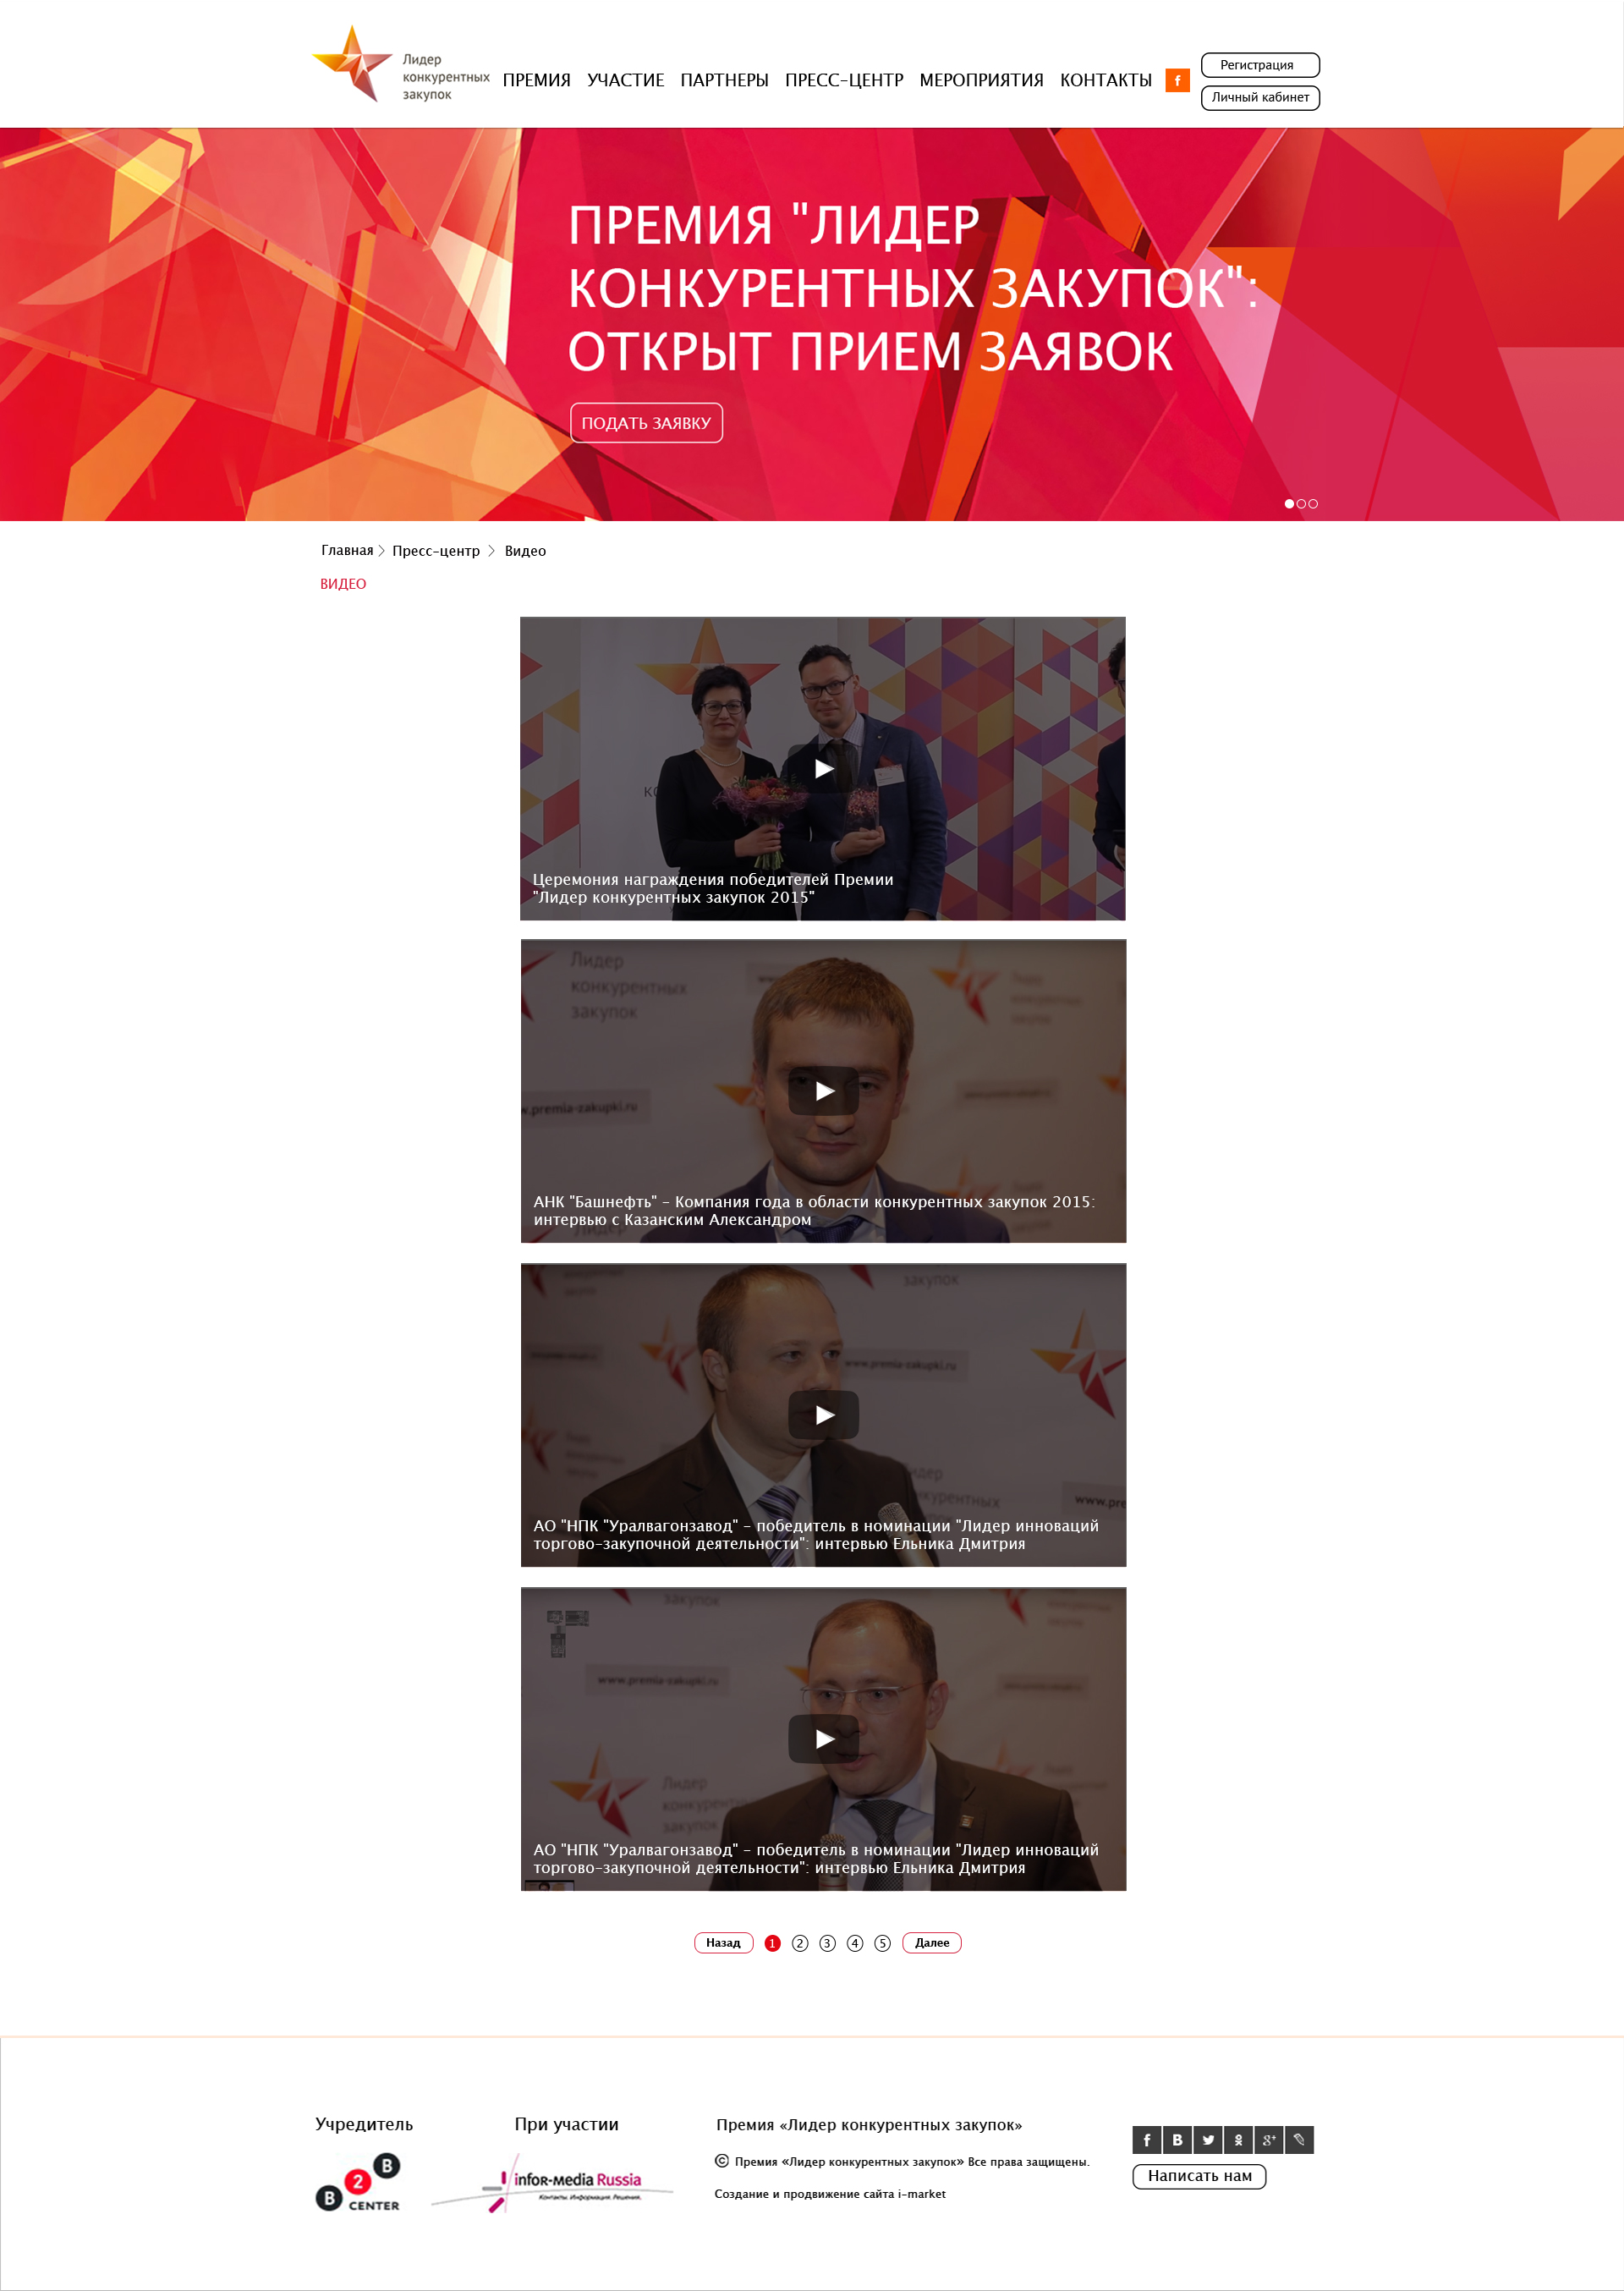 Лидер
конкурентных
закупок
ПРЕМИЯ УЧАСТИЕ ПАРТНЕРЫ ПРЕСС-ЦЕНТР МЕРОПРИЯТИЯ КОНТАКТЫ
Регистрация
Личный кабинет
ПРЕМИЯ "ЛИДЕР
КОНКУРЕНТНЫХ ЗАКУПОК":
ОТКРЫТ ПРИЕМ ЗАЯВОК
ПОДАТЬ ЗАЯВКУ
Главная > Пресс-центр > Видео
ВИДЕО
Церемония награждения победителей Премии
"Лидер конкурентных закупок 2015"
Лидер
конкурентных
закупок
w.premia-zakupki.ru
АНК "Башнефть" - Компания года в области конкурентных закупок 2015:
интервью с Казанским Александром
закупок
www.premia-zakupki.ru
АО "НПК "Уралвагонзавод" - победитель в номинации "Лидер инноваций
торгово-закупочной деятельности": интервью Ельника Дмитрия
закупок
www.premia-zakupki.ru
Лидер
конкурентных
закупок
АО "НПК "Уралвагонзавод" - победитель в номинации "Лидер инноваций
торгово-закупочной деятельности": интервью Ельника Дмитрия
Назад 1 2 3 4 5 Далее
Учредитель
B2B CENTER
При участии
infor-media Russia
Контакты. Информация. Решения.
Премия «Лидер конкурентных закупок»
© Премия «Лидер конкурентных закупок» Все права защищены.
Создание и продвижение сайта i-market
Написать нам